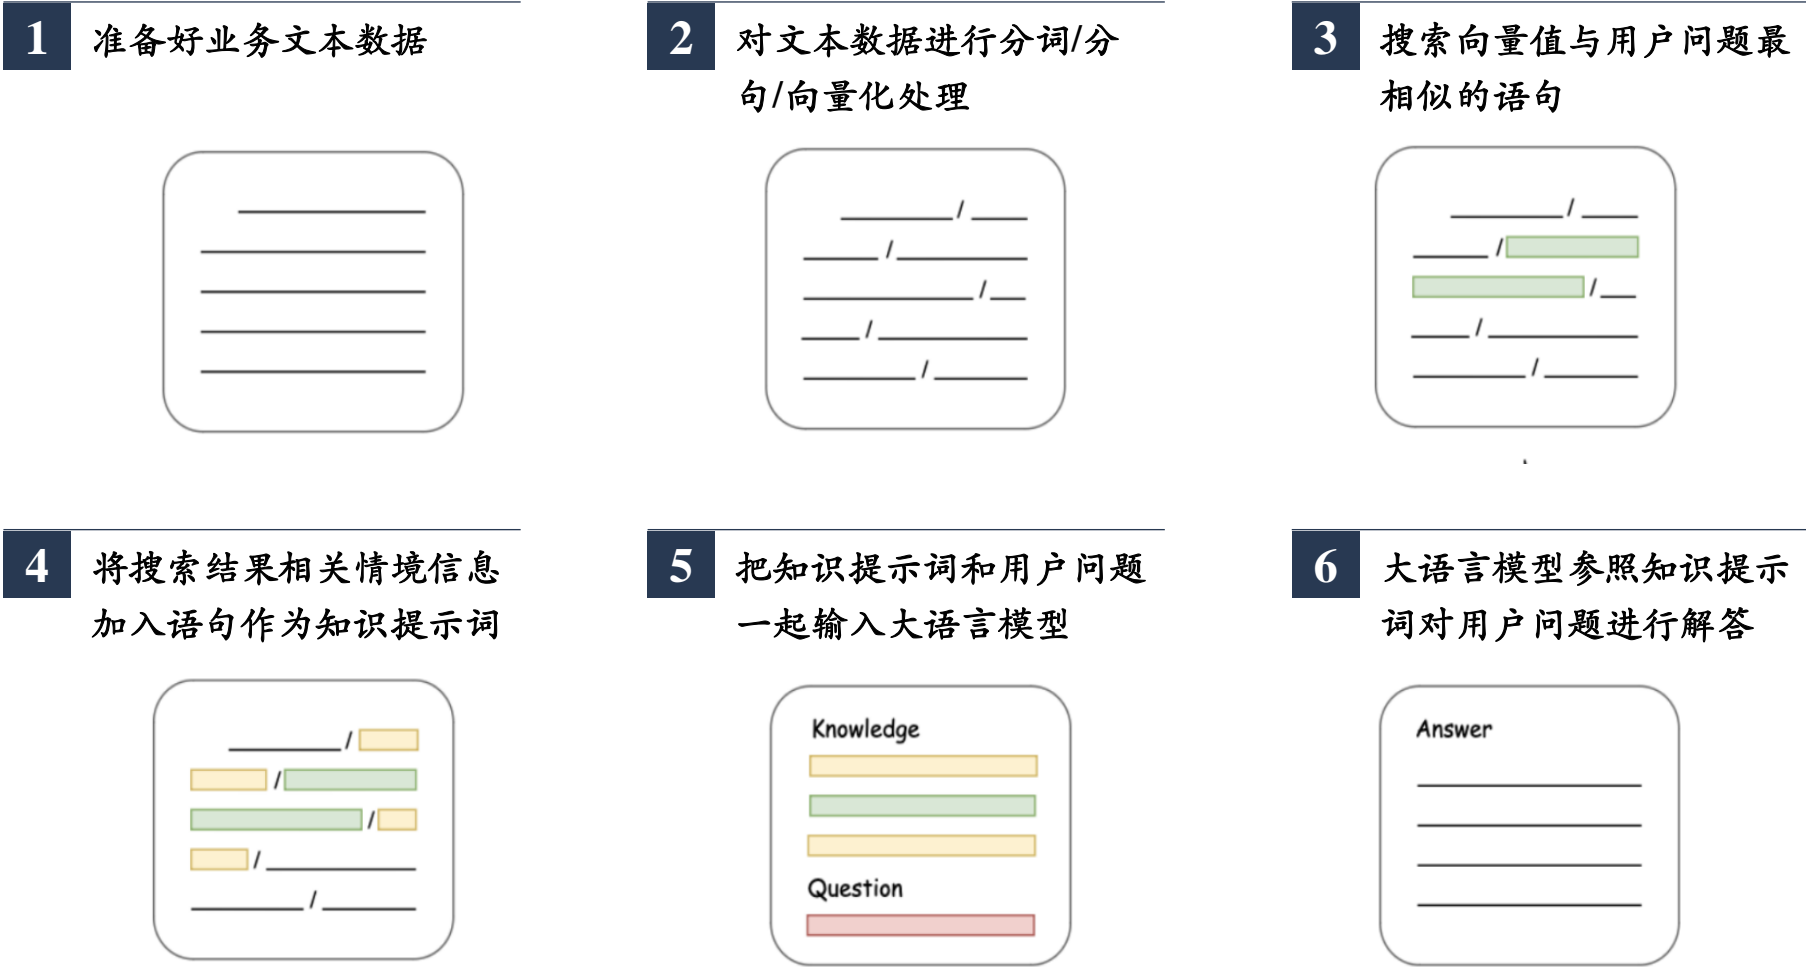 1 准备好业务文本数据
2 对文本数据进行分词/分
句/向量化处理
3 搜索向量值与用户问题最
相似的语句
/
/
/
/
/
/
/
/
/
/
4 将搜索结果相关情境信息
加入语句作为知识提示词
5 把知识提示词和用户问题
一起输入大语言模型
6 大语言模型参照知识提示
词对用户问题进行解答
/
/
/
/
/
Knowledge
Question
Answer